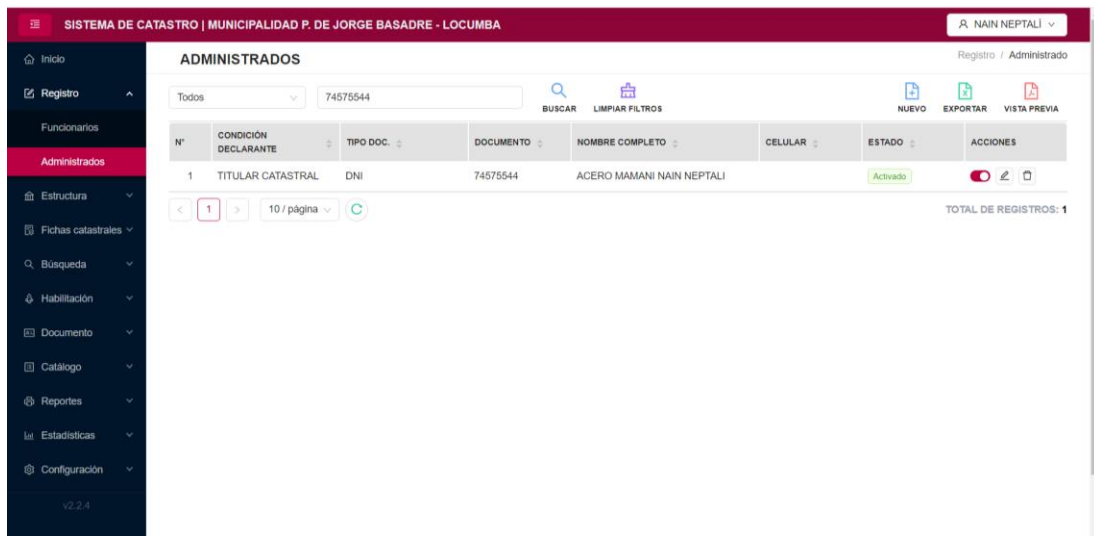 SISTEMA DE CATASTRO | MUNICIPALIDAD P. DE JORGE BASADRE - LOCUMBA
NAIN NEPTALÍ
Inicio
Registro
Funcionarios
Administrados
Estructura
Fichas catastrales
Búsqueda
Habilitación
Documento
Catálogo
Reportes
Estadísticas
Configuración
v2.2.4
ADMINISTRADOS
Registro / Administrado
Todos
74575544
BUSCAR
LIMPIAR FILTROS
NUEVO
EXPORTAR
VISTA PREVIA
N° CONDICIÓN DECLARANTE TIPO DOC. DOCUMENTO NOMBRE COMPLETO CELULAR ESTADO ACCIONES
1 TITULAR CATASTRAL DNI 74575544 ACERO MAMANI NAIN NEPTALI Activado
< 1 > 10 / página
TOTAL DE REGISTROS: 1